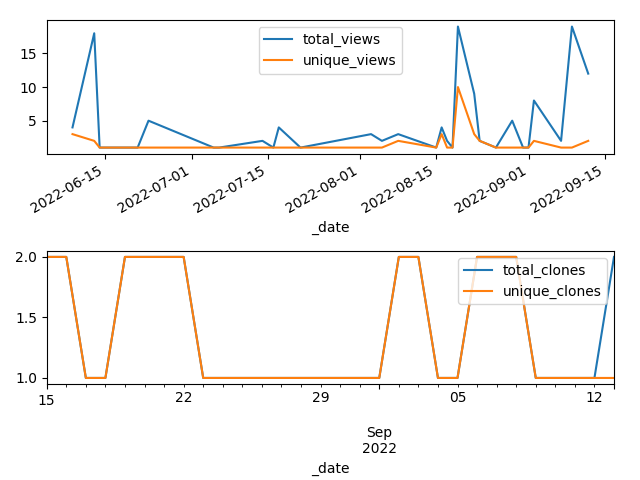 total_views
unique_views
15
10
5
2022-06-15
2022-07-01
2022-07-15
2022-08-01
2022-08-15
2022-09-01
2022-09-15
_date
2.0
1.5
1.0
total_clones
unique_clones
15
22
29
05
12
Sep
2022
_date